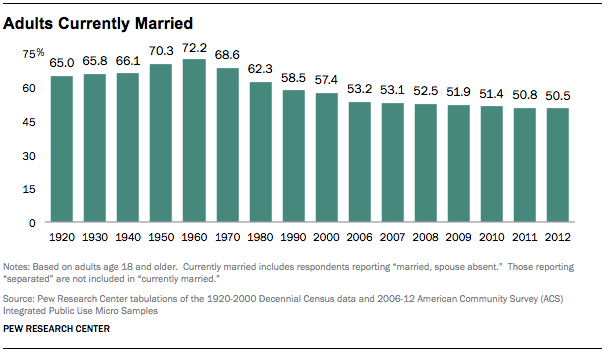 Adults Currently Married
75%
65.0 65.8 66.1 70.3 72.2 68.6 62.3 58.5 57.4 53.2 53.1 52.5 51.9 51.4 50.8 50.5
60
45
30
15
0
1920 1930 1940 1950 1960 1970 1980 1990 2000 2006 2007 2008 2009 2010 2011 2012
Notes: Based on adults age 18 and older. Currently married includes respondents reporting “married, spouse absent.” Those reporting
“separated” are not included in “currently married.”
Source: Pew Research Center tabulations of the 1920-2000 Decennial Census data and 2006-12 American Community Survey (ACS)
Integrated Public Use Micro Samples
PEW RESEARCH CENTER